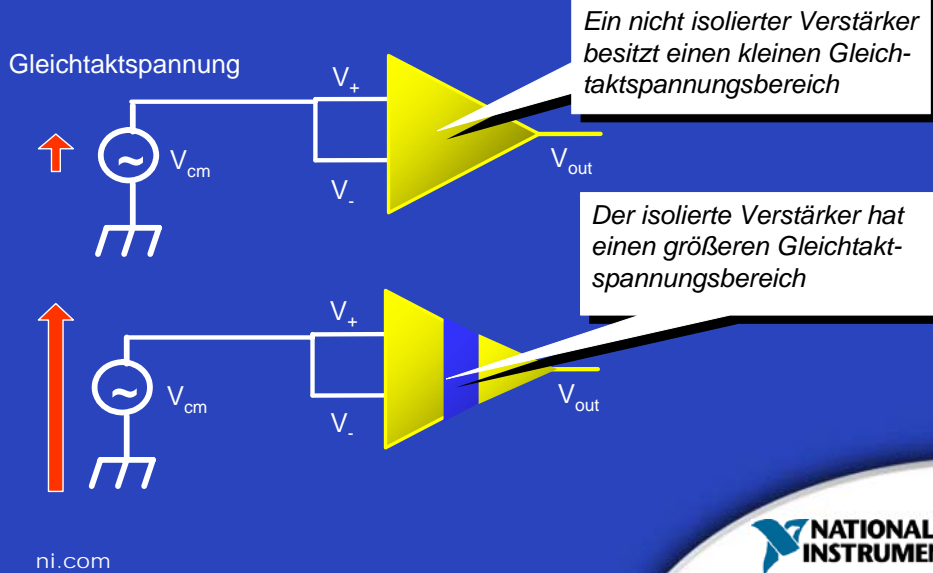 Ein nicht isolierter Verstärker
besitzt einen kleinen Gleich-
taktspannungsbereich
Gleichtaktspannung
V+
Vcm
V-
Vout
Der isolierte Verstärker hat
einen größeren Gleichtakt-
spannungsbereich
V+
Vcm
V-
Vout
NATIONAL
INSTRUMEN
ni.com